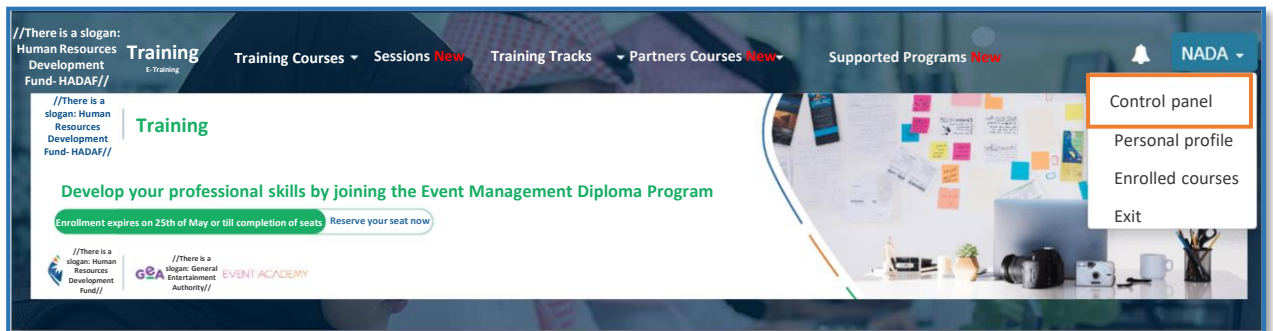 //There is a slogan:
Human Resources
Development
Fund- HADAF//
Training
E-Training
Training Courses
Sessions New
Training Tracks
Partners Courses New
Supported Programs New
NADA
Control panel
Personal profile
Enrolled courses
Exit
//There is a
slogan: Human
Resources
Development
Fund- HADAF//
Training
Develop your professional skills by joining the Event Management Diploma Program
Enrollment expires on 25th of May or till completion of seats
Reserve your seat now
//There is a
slogan: Human
Resources
Development
Fund//
GEA
//There is a
slogan: General
Entertainment
Authority//
EVENT ACADEMY